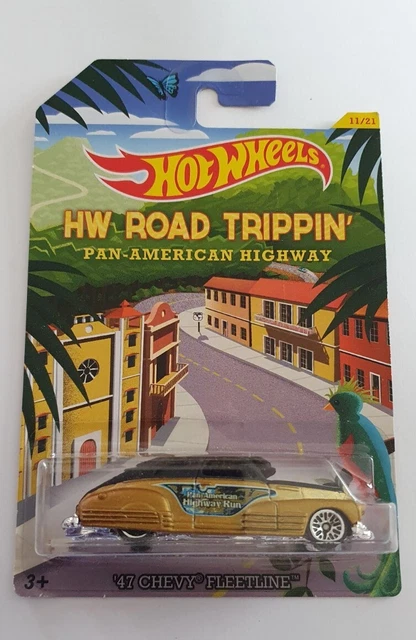 11/21
HOT WHEELS
HW ROAD TRIPPIN'
PAN-AMERICAN HIGHWAY
Pan-American
Highway Run
3+
'47 CHEVY® FLEETLINE™